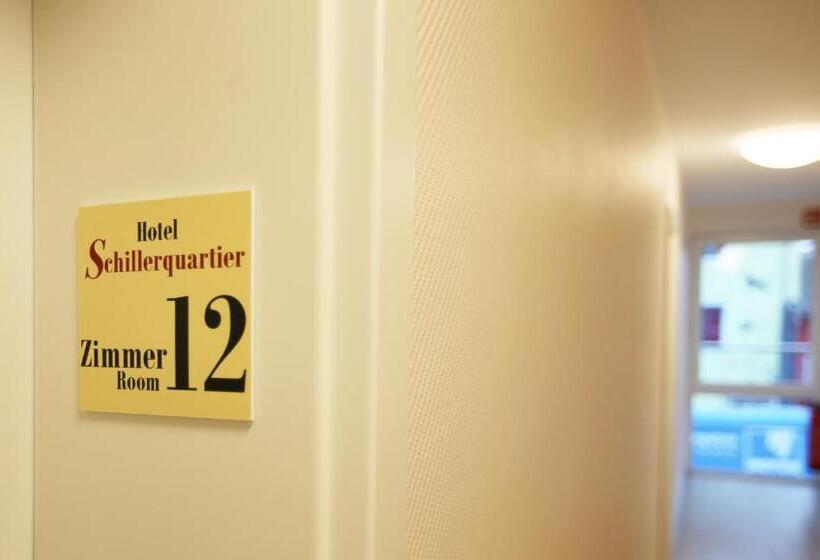 Hotel
Schillerquartier
Zimmer 12
Room